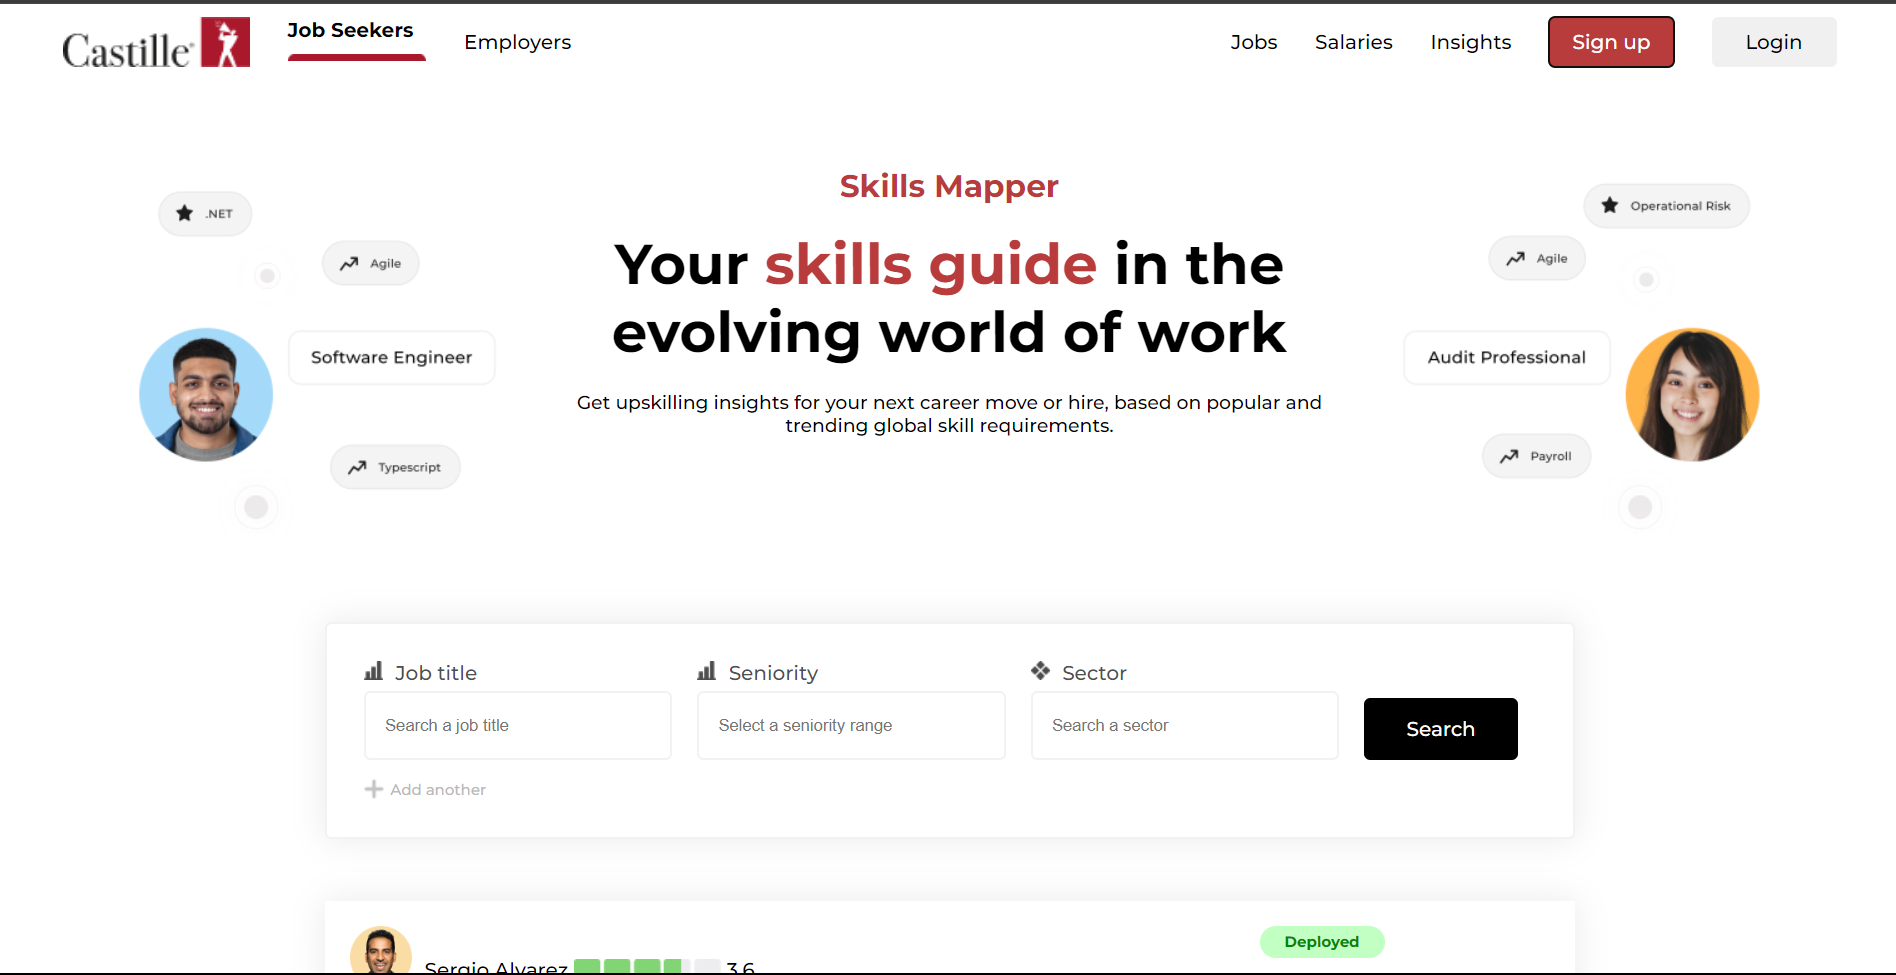 Castille®
Job Seekers
Employers
Jobs
Salaries
Insights
Sign up
Login
Skills Mapper
Your skills guide in the
evolving world of work
Get upskilling insights for your next career move or hire, based on popular and
trending global skill requirements.
.NET
Agile
Software Engineer
Typescript
Operational Risk
Agile
Audit Professional
Payroll
Job title
Search a job title
Seniority
Select a seniority range
Sector
Search a sector
Search
Add another
Deployed
Sergio Alvarez 3.6